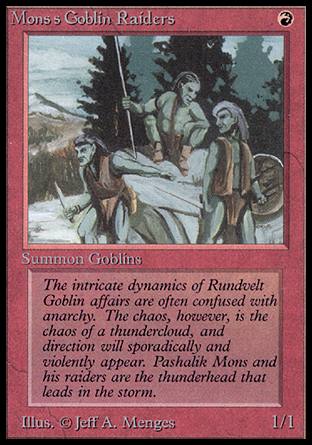 Mons's Goblin Raiders
Summon Goblins
The intricate dynamics of Rundvelt
Goblin affairs are often confused with
anarchy. The chaos, however, is the
chaos of a thundercloud, and
direction will sporadically and
violently appear. Pashalik Mons and
his raiders are the thunderhead that
leads in the storm.
Illus. © Jeff A. Menges 1/1